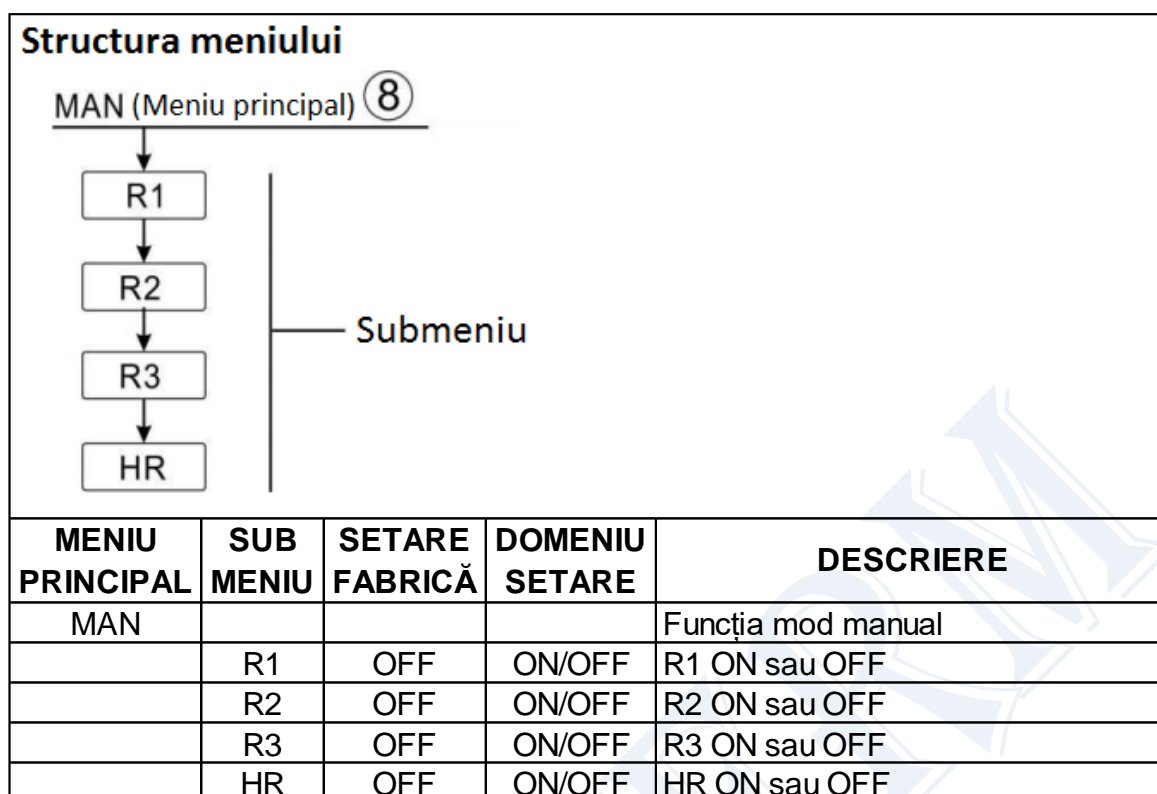 Structura meniului
MAN (Meniu principal) 8
R1
R2
Submeniu
R3
HR
MENIU PRINCIPAL SUB MENIU SETARE FABRICĂ DOMENIU SETARE DESCRIERE
MAN Funcția mod manual
R1 OFF ON/OFF R1 ON sau OFF
R2 OFF ON/OFF R2 ON sau OFF
R3 OFF ON/OFF R3 ON sau OFF
HR OFF ON/OFF HR ON sau OFF